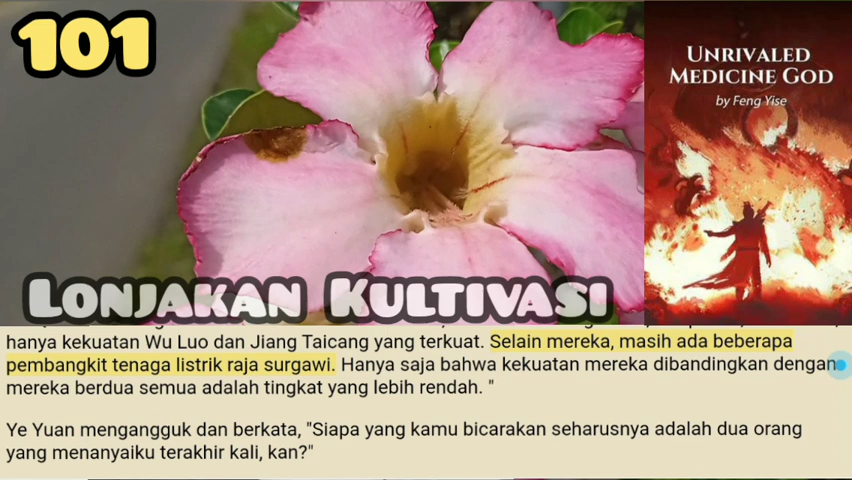 101
UNRIVALED
MEDICINE GOD
by Feng Yise
LONJAKAN KULTIVASI
hanya kekuatan Wu Luo dan Jiang Taicang yang terkuat. Selain mereka, masih ada beberapa
pembangkit tenaga listrik raja surgawi. Hanya saja bahwa kekuatan mereka dibandingkan dengan
mereka berdua semua adalah tingkat yang lebih rendah. "
Ye Yuan mengangguk dan berkata, "Siapa yang kamu bicarakan seharusnya adalah dua orang
yang menanyaiku terakhir kali, kan?"